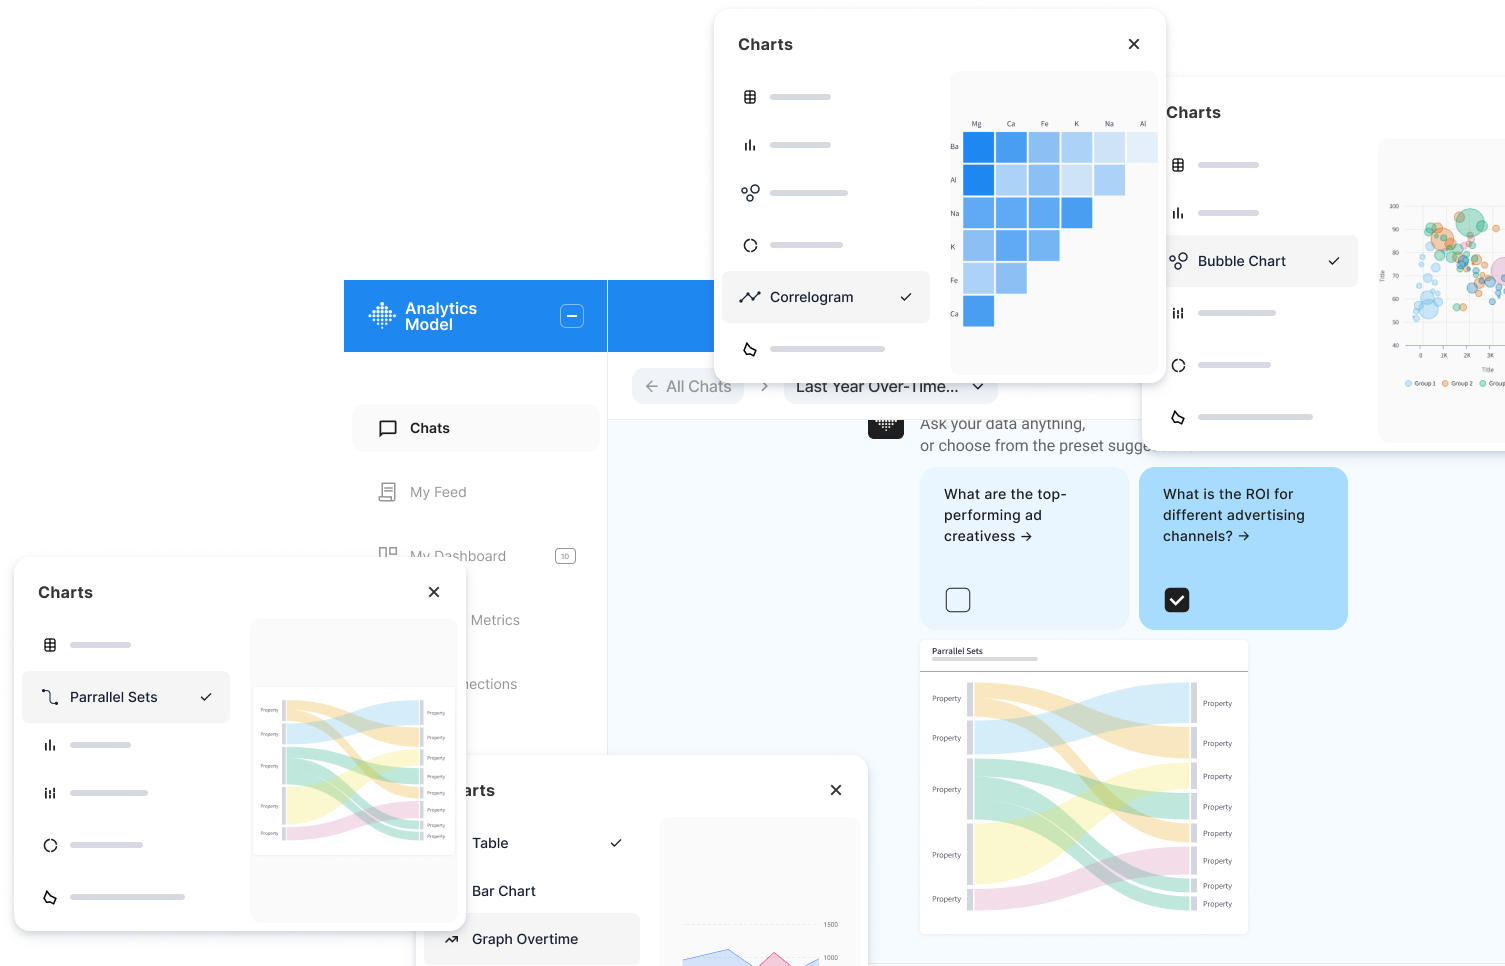 Charts
Mg Ca Fe K Na Al
Ba
Al
Na
K
Fe
Ca
Correlogram
Charts
Bubble Chart
100
90
80
70
60
50
40
Title
0 1K 2K 3K
Title
Group 1 Group 2 Group
Analytics
Model
All Chats
Last Year Over-Time...
Chats
My Feed
My Dashboard
10
Metrics
nections
Ask your data anything,
or choose from the preset sugge
What are the top-
performing ad
creativess →
What is the ROI for
different advertising
channels? →
Parrallel Sets
Property
Property
Property
Property
Property
Property
Property
Property
Property
Property
Property
Property
Property
Charts
Parrallel Sets
Property
Property
Property
Property
Property
Property
Property
Property
Property
Property
Property
Property
Property
arts
Table
Bar Chart
Graph Overtime
1500
1000